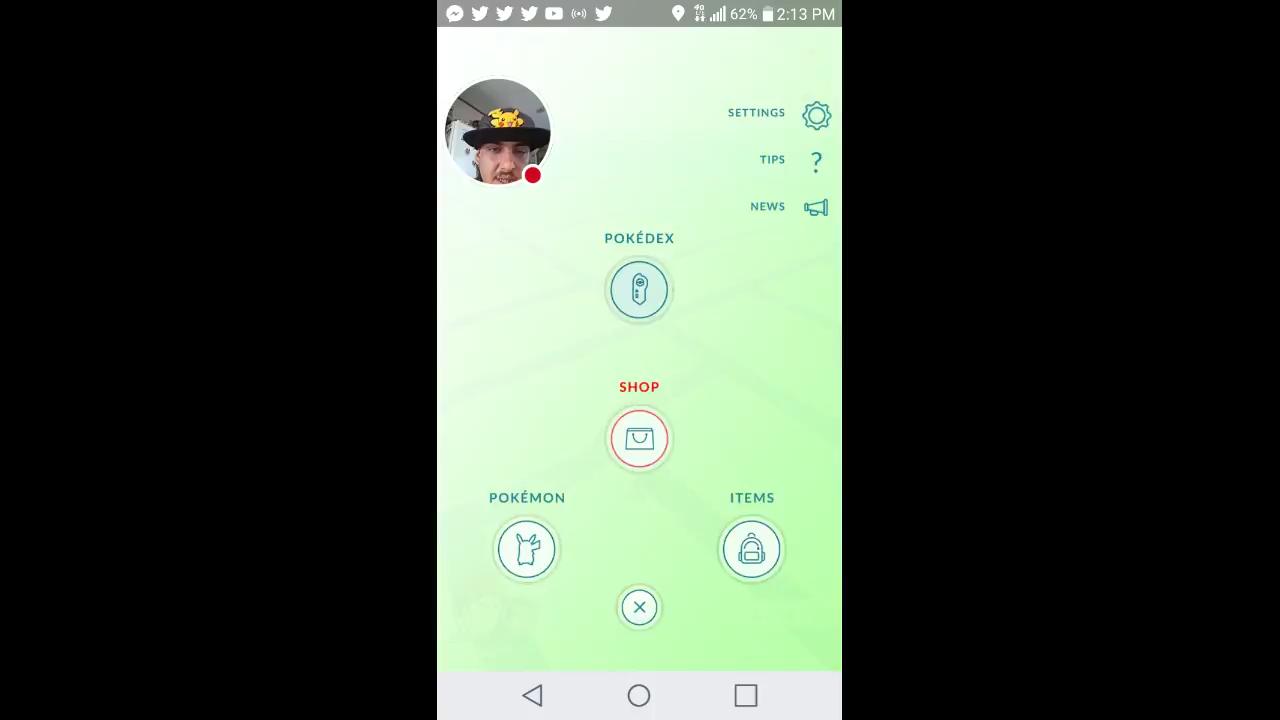 62% 2:13 PM
SETTINGS
TIPS
?
NEWS
POKÉDEX
SHOP
POKÉMON
ITEMS